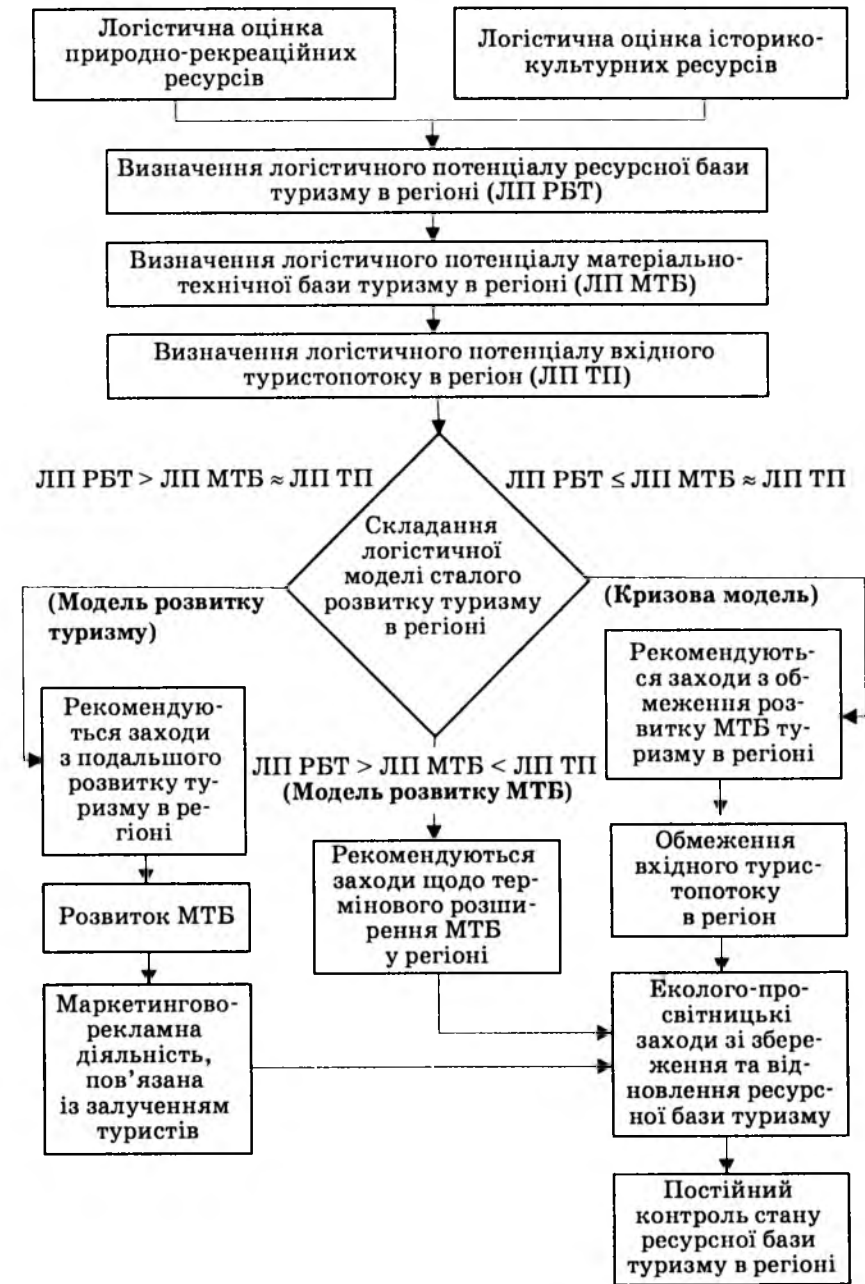 Логістична оцінка
природно-рекреаційних
ресурсів
Логістична оцінка історико-
культурних ресурсів
Визначення логістичного потенціалу ресурсної бази
туризму в регіоні (ЛП РБТ)
Визначення логістичного потенціалу матеріально-
технічної бази туризму в регіоні (ЛП МТБ)
Визначення логістичного потенціалу вхідного
туристопотоку в регіон (ЛП ТП)
ЛП РБТ > ЛП МТБ ≈ ЛП ТП
ЛП РБТ ≤ ЛП МТБ ≈ ЛП ТП
Складання
логістичної
моделі сталого
розвитку туризму
в регіоні
(Модель розвитку
туризму)
(Кризова модель)
Рекомендую-
ться заходи
з подальшого
розвитку ту-
ризму в ре-
гіоні
Розвиток МТБ
Маркетингово-
рекламна
діяльність,
пов’язана
із залученням
туристів
ЛП РБТ > ЛП МТБ < ЛП ТП
(Модель розвитку МТБ)
Рекомендуються
заходи щодо тер-
мінового розши-
рення МТБ
у регіоні
Рекомендують-
ся заходи з об-
меження роз-
витку МТБ ту-
ризму в регіоні
Обмеження
вхідного турис-
топотоку
в регіон
Еколого-про-
світницькі
заходи зі збере-
ження та від-
новлення ресурс-
ної бази туризму
Постійний
контроль стану
ресурсної бази
туризму в регіоні